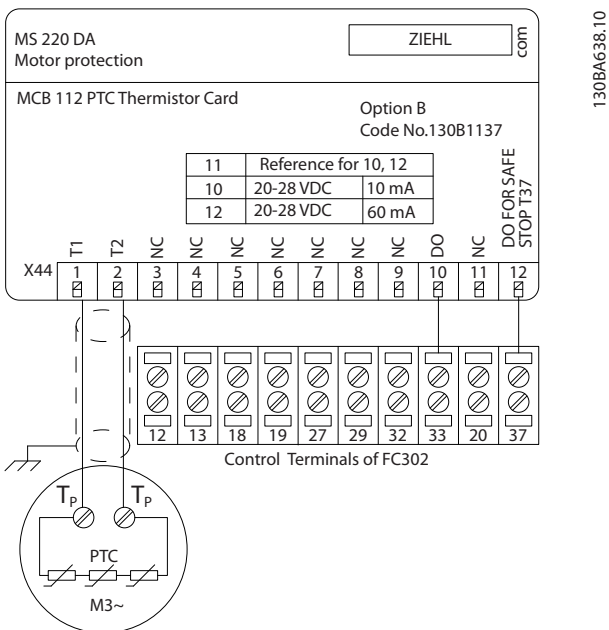 130BA638.10
MS 220 DA
Motor protection
ZIEHL
com
MCB 112 PTC Thermistor Card
Option B
Code No.130B1137
11 Reference for 10, 12
10 20-28 VDC 10 mA
12 20-28 VDC 60 mA
T1 T2 NC NC NC NC NC NC NC DO NC DO FOR SAFE STOP T37
X44 1 2 3 4 5 6 7 8 9 10 11 12
12 13 18 19 27 29 32 33 20 37
Control Terminals of FC302
TP TP
PTC
M3~